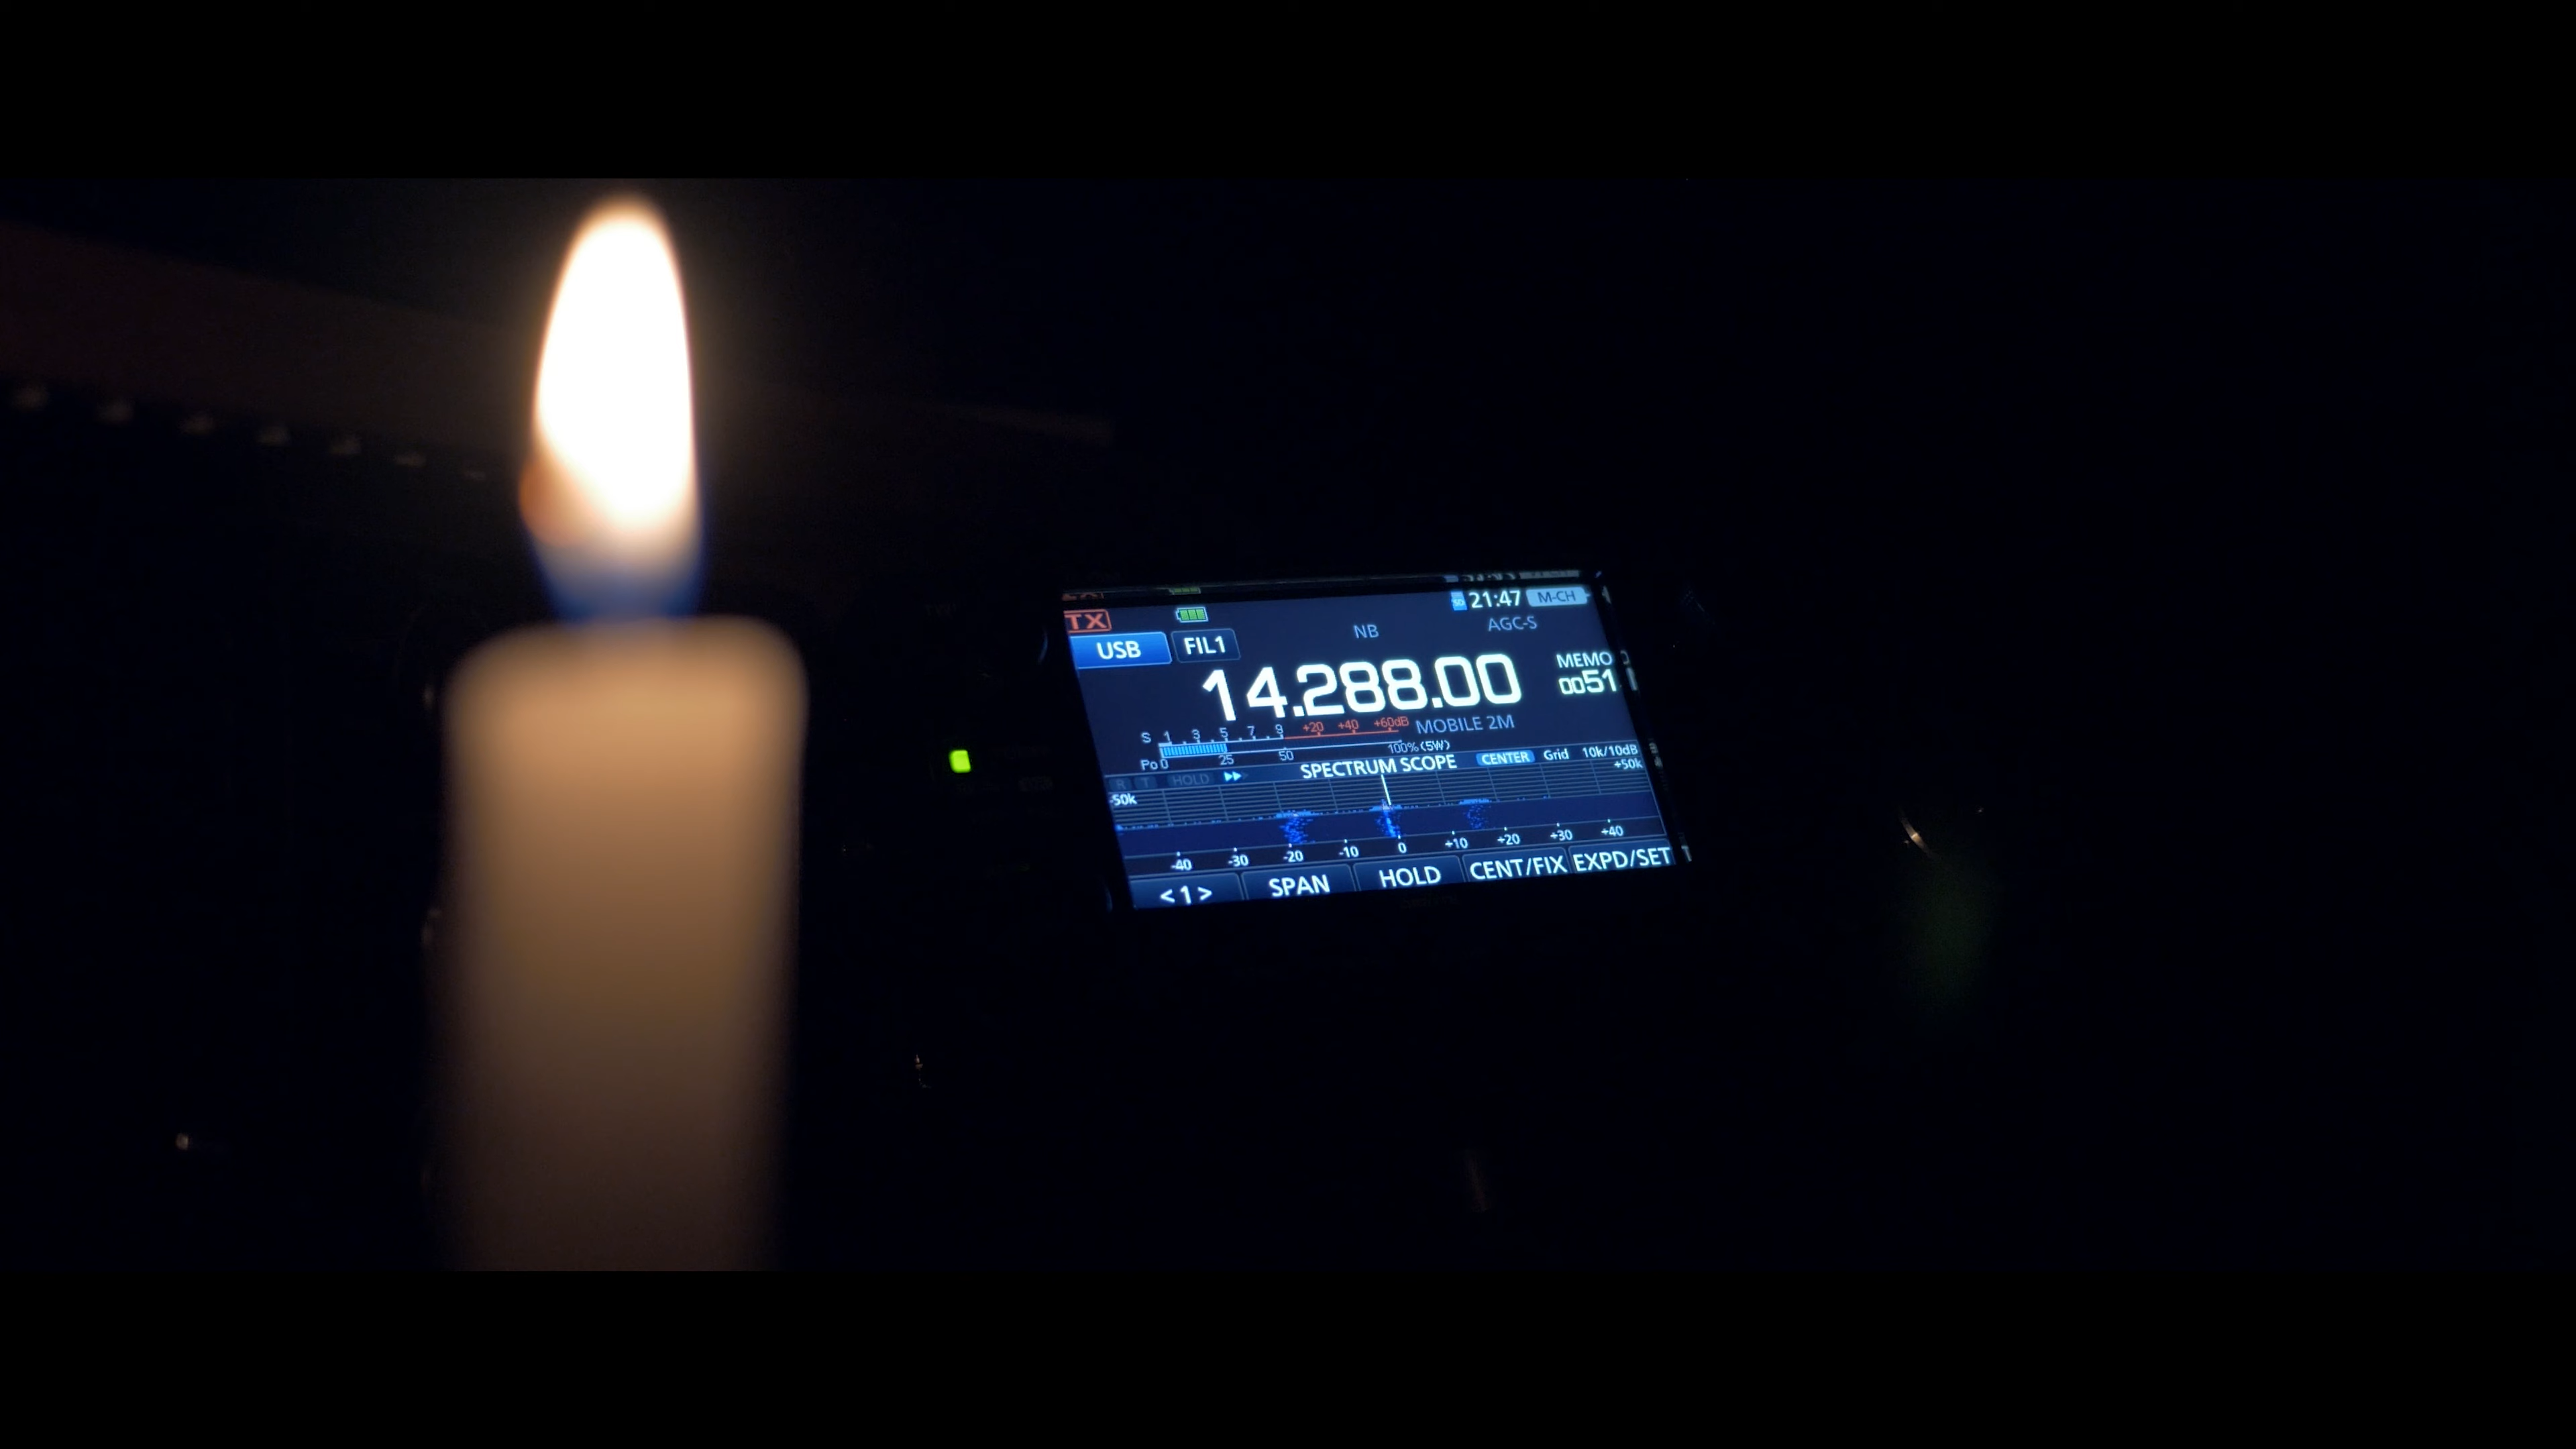 TX 21:47 M-CH
USB FIL1 NB AGC-S
14.288.00 MEMO
0051
S 1 . 3 . 5 . 7 . 9 +20 +40 +60dB MOBILE 2M
Po 0 25 50 100% (5W)
HOLD SPECTRUM SCOPE CENTER Grid 10k/10dB
-50k +50k
-40 -30 -20 -10 0 +10 +20 +30 +40
<1> SPAN HOLD CENT/FIX EXPD/SET